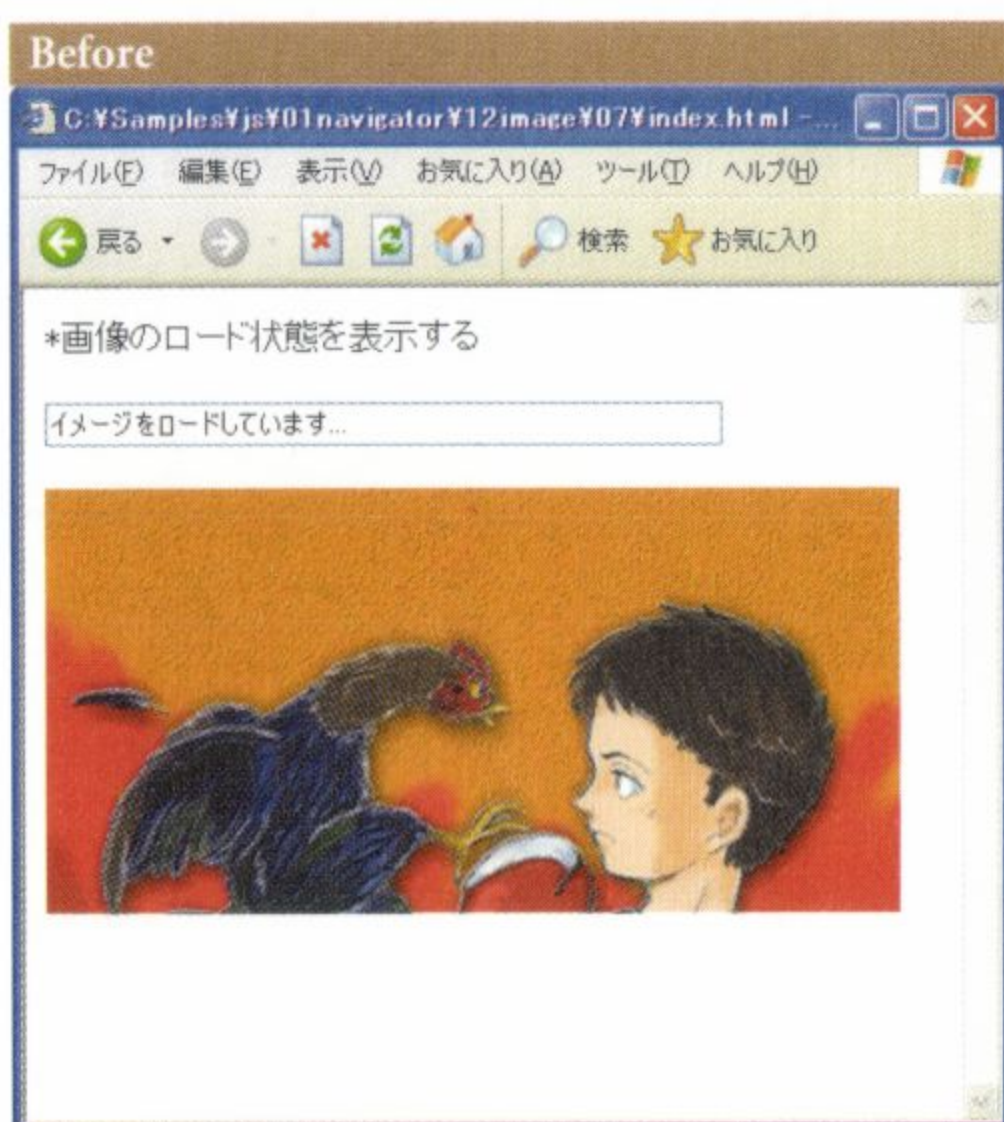 Before
C:¥Samples¥js¥01navigator¥12image¥07¥index.html -...
ファイル(F) 編集(E) 表示(V) お気に入り(A) ツール(T) ヘルプ(H)
戻る 検索 お気に入り
*画像のロード状態を表示する
イメージをロードしています...